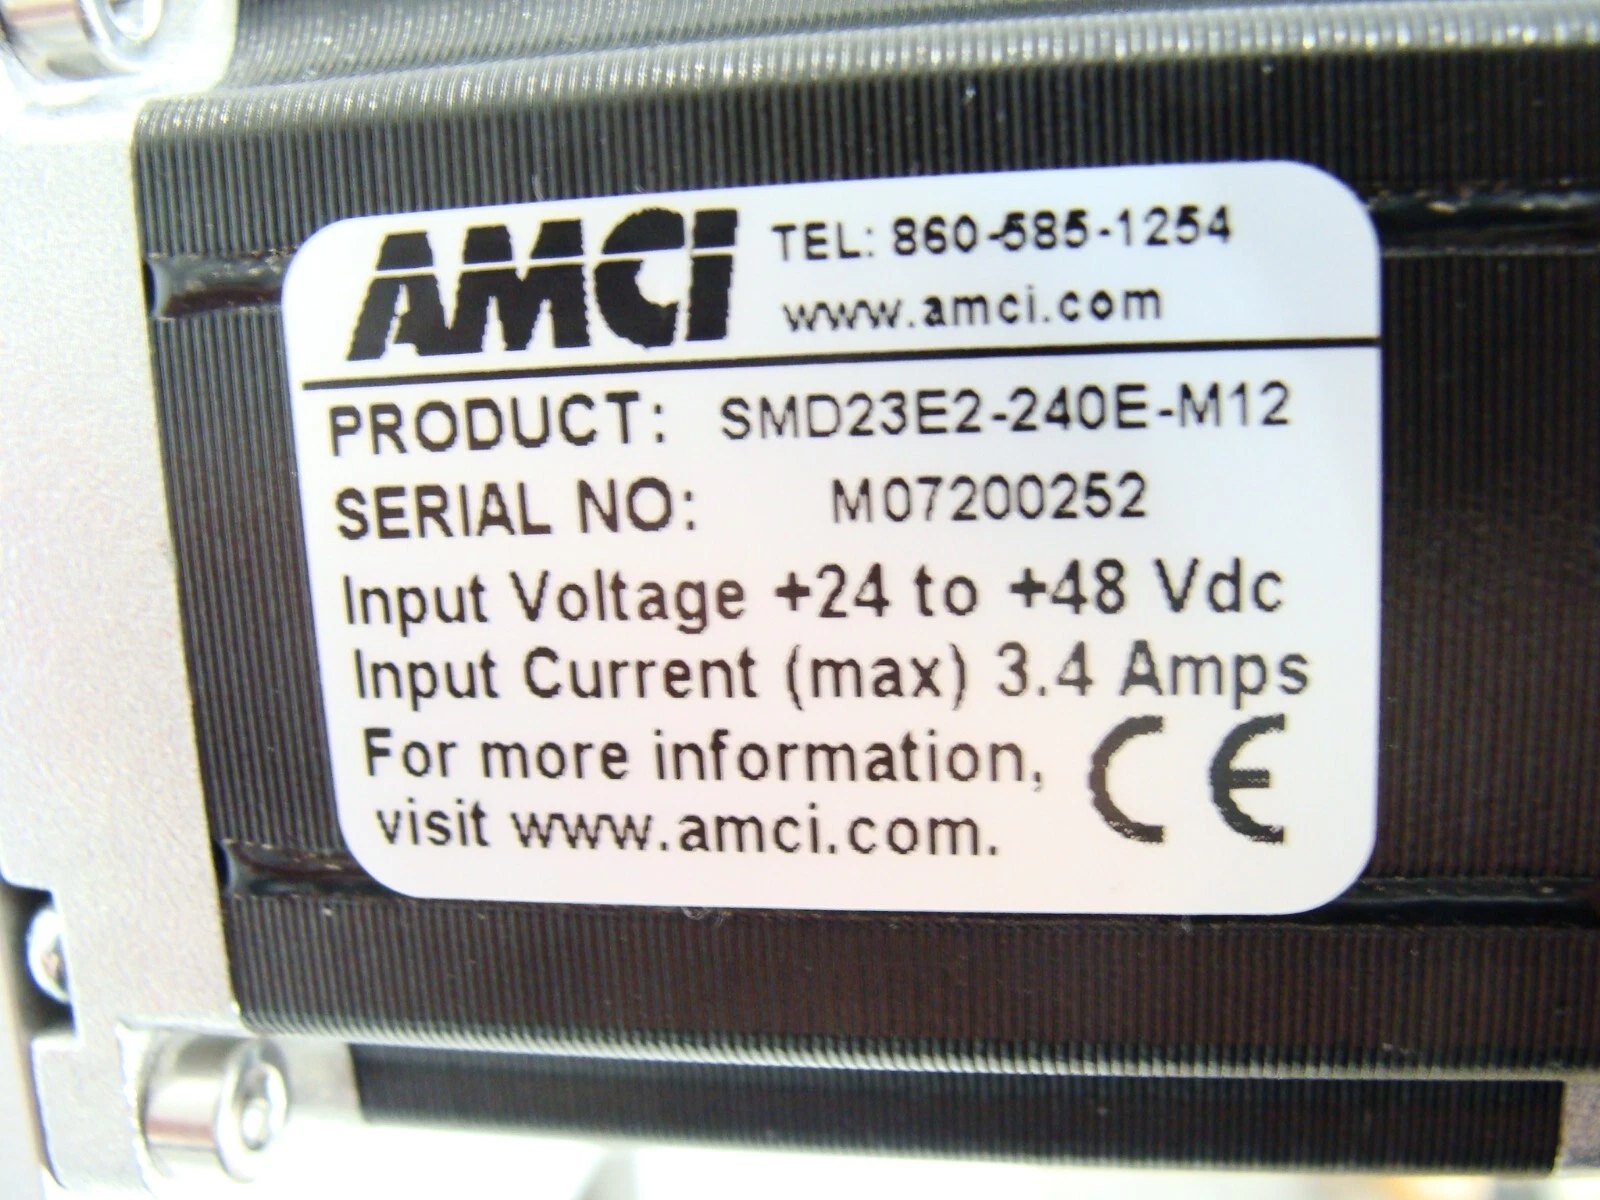 AMCI TEL: 860-585-1254
www.amci.com
PRODUCT: SMD23E2-240E-M12
SERIAL NO: M07200252
Input Voltage +24 to +48 Vdc
Input Current (max) 3.4 Amps
For more information,
visit www.amci.com.
CE